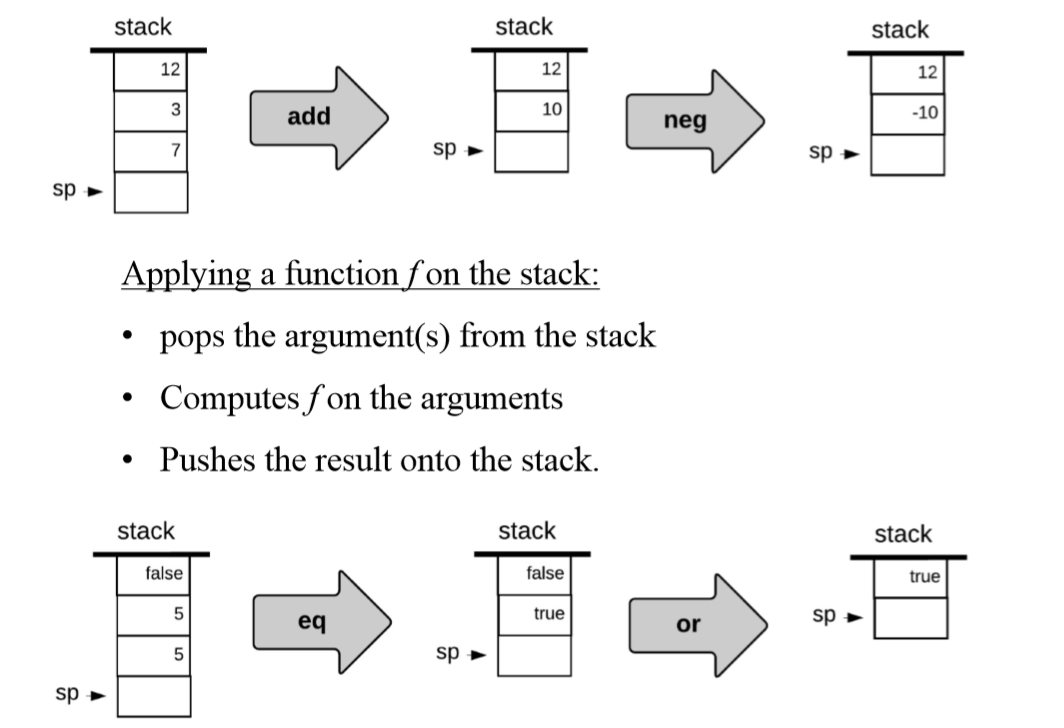 stack stack stack
12 12 12
3 add 10 neg -10
7 sp sp
sp
Applying a function f on the stack:
• pops the argument(s) from the stack
• Computes f on the arguments
• Pushes the result onto the stack.
stack stack stack
false false true
5 eq true or sp
5 sp
sp